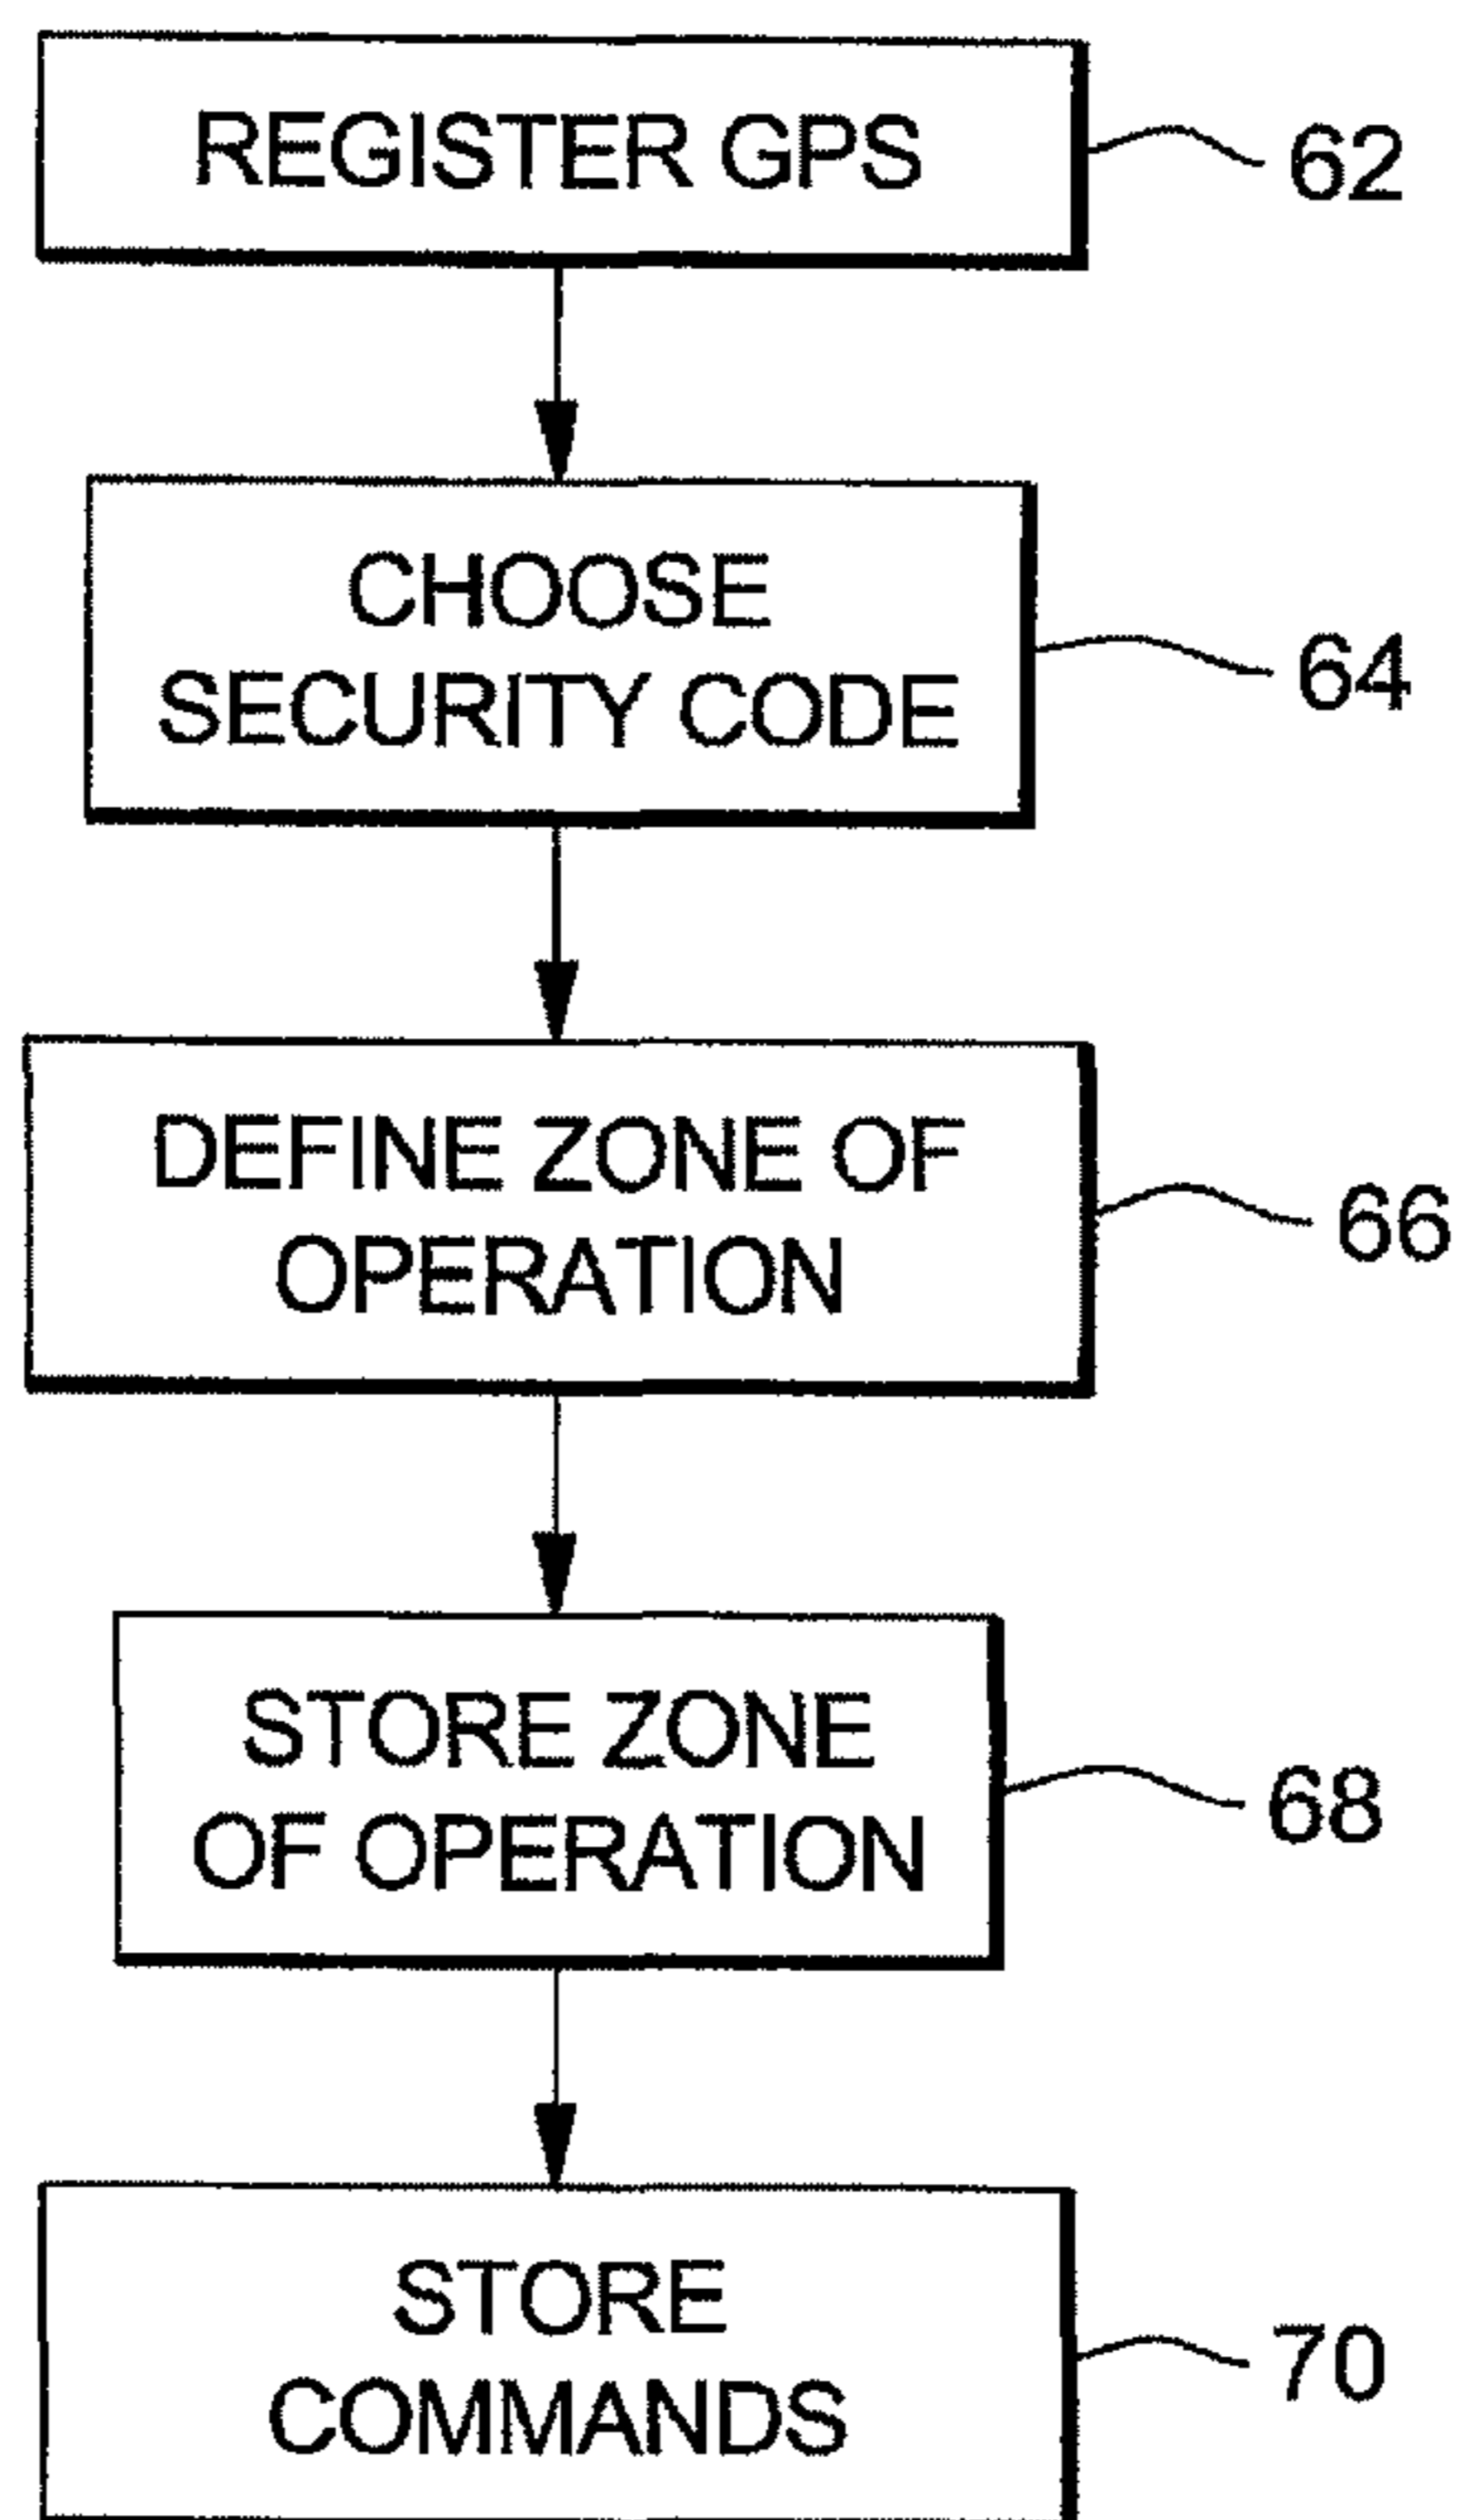 REGISTER GPS
62
CHOOSE
SECURITY CODE
64
DEFINE ZONE OF
OPERATION
66
STORE ZONE
OF OPERATION
68
STORE
COMMANDS
70